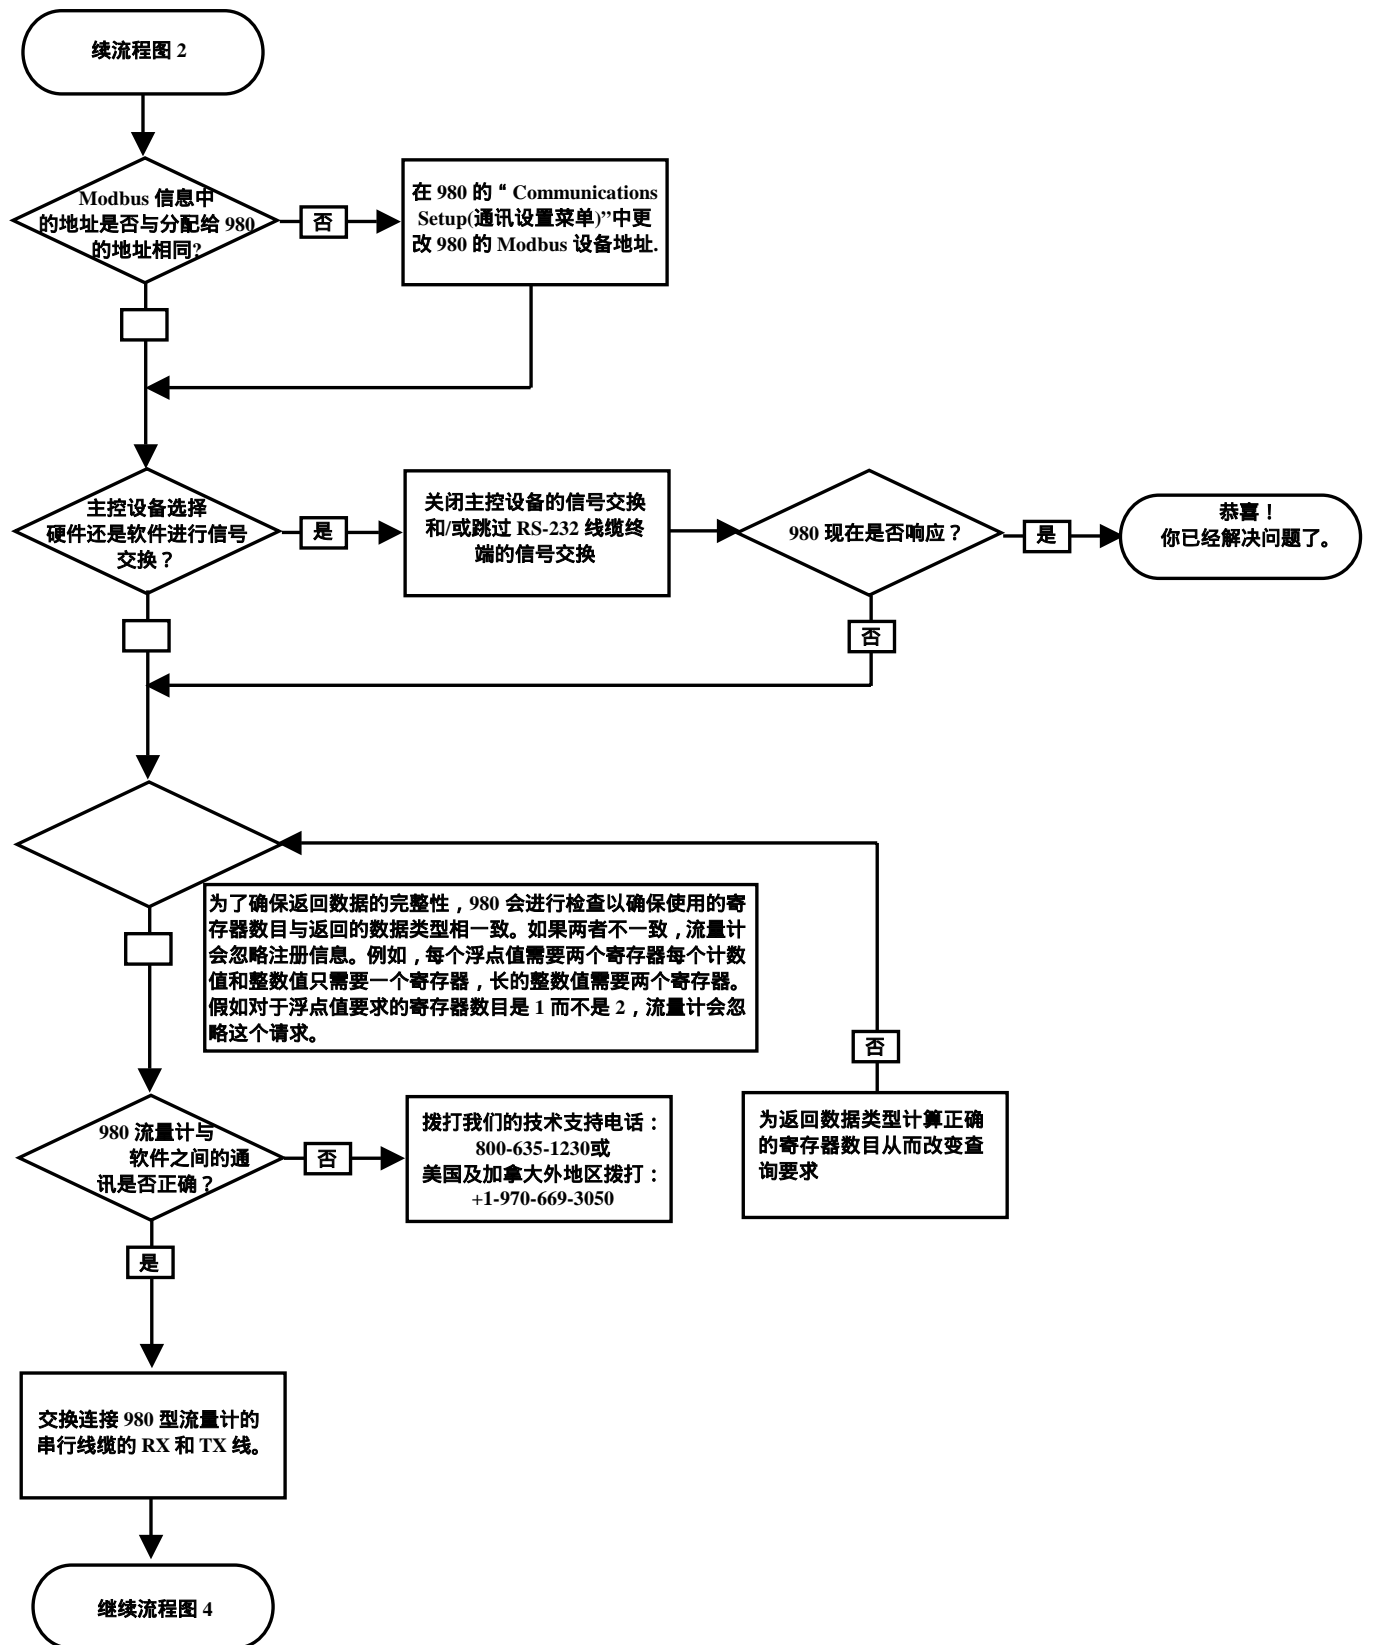 续流程图 2
Modbus 信息中
的地址是否与分配给 980
的地址相同?
否
在 980 的“ Communications
Setup(通讯设置菜单)”中更
改 980 的 Modbus 设备地址.
主控设备选择
硬件还是软件进行信号
交换？
是
关闭主控设备的信号交换
和/或跳过 RS-232 线缆终
端的信号交换
980 现在是否响应？
是
恭喜！
你已经解决问题了。
否
为了确保返回数据的完整性，980 会进行检查以确保使用的寄
存器数目与返回的数据类型相一致。如果两者不一致，流量计
会忽略注册信息。例如，每个浮点值需要两个寄存器每个计数
值和整数值只需要一个寄存器，长的整数值需要两个寄存器。
假如对于浮点值要求的寄存器数目是 1 而不是 2，流量计会忽
略这个请求。
否
为返回数据类型计算正确
的寄存器数目从而改变查
询要求
980 流量计与
软件之间的通
讯是否正确？
否
拨打我们的技术支持电话：
800-635-1230或
美国及加拿大外地区拨打：
+1-970-669-3050
是
交换连接 980 型流量计的
串行线缆的 RX 和 TX 线。
继续流程图 4